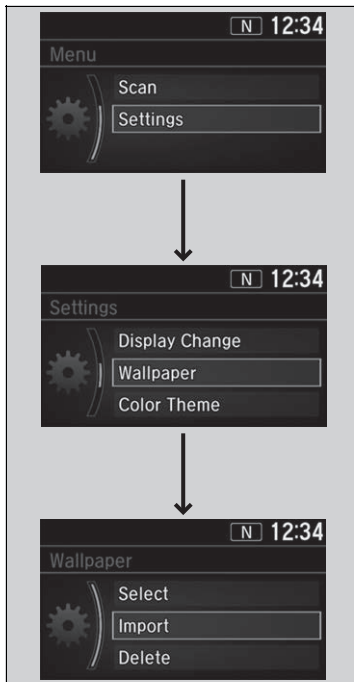 N 12:34
Menu
Scan
Settings
N 12:34
Settings
Display Change
Wallpaper
Color Theme
N 12:34
Wallpaper
Select
Import
Delete